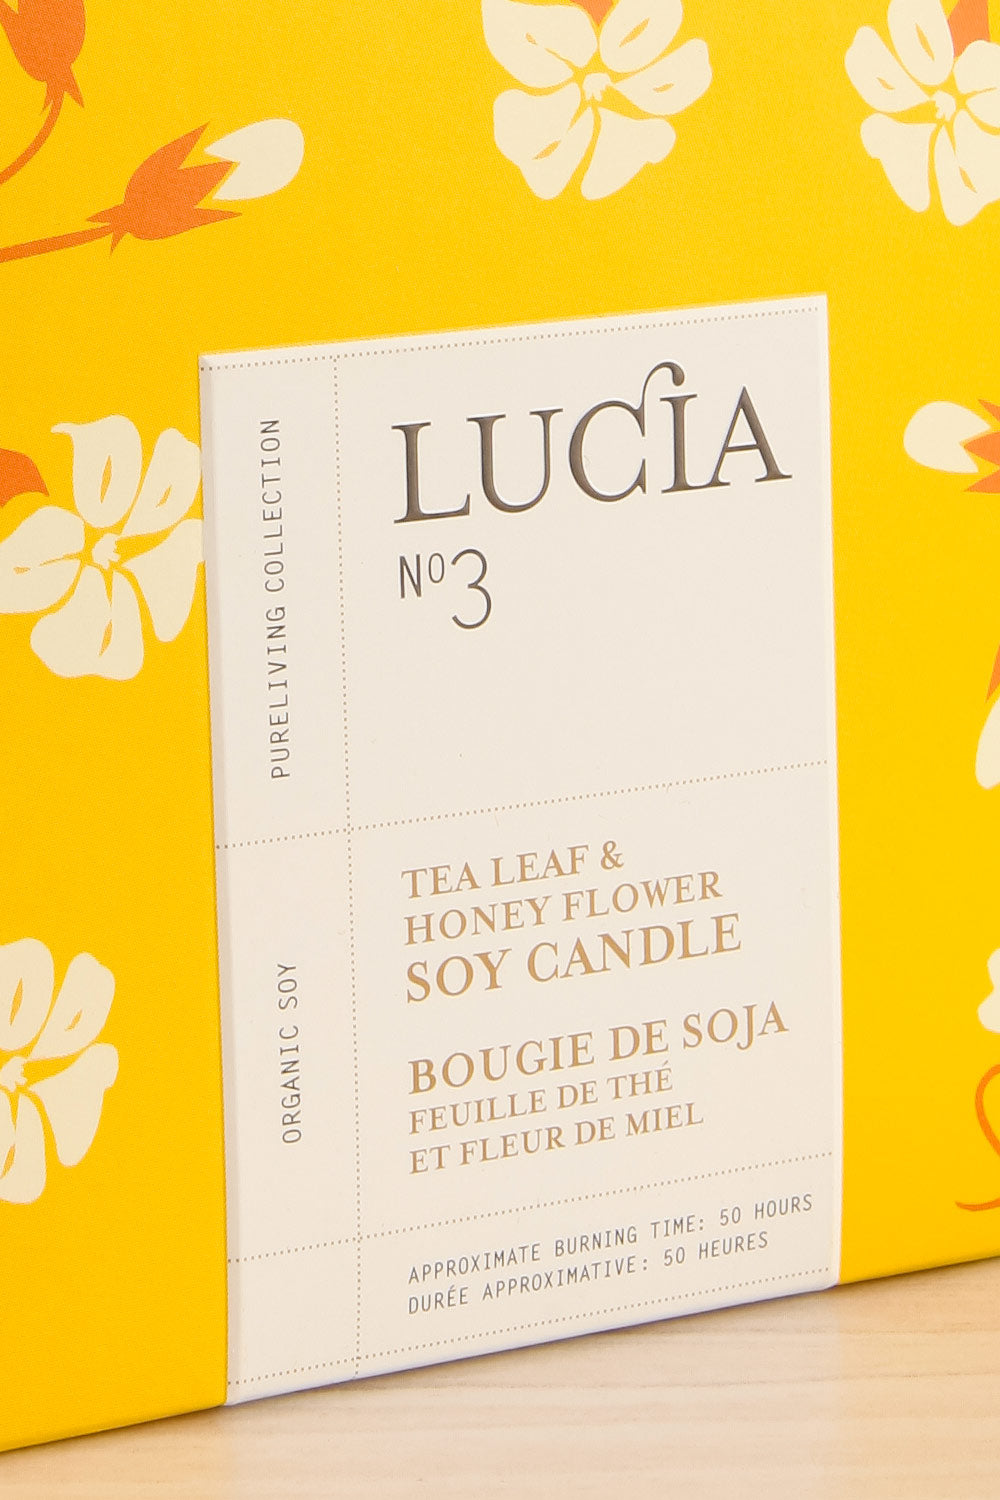 LUCIA
Nº3
PURELIVING COLLECTION
TEA LEAF &
HONEY FLOWER
SOY CANDLE
BOUGIE DE SOJA
FEUILLE DE THÉ
ET FLEUR DE MIEL
ORGANIC SOY
APPROXIMATE BURNING TIME: 50 HOURS
DURÉE APPROXIMATIVE: 50 HEURES